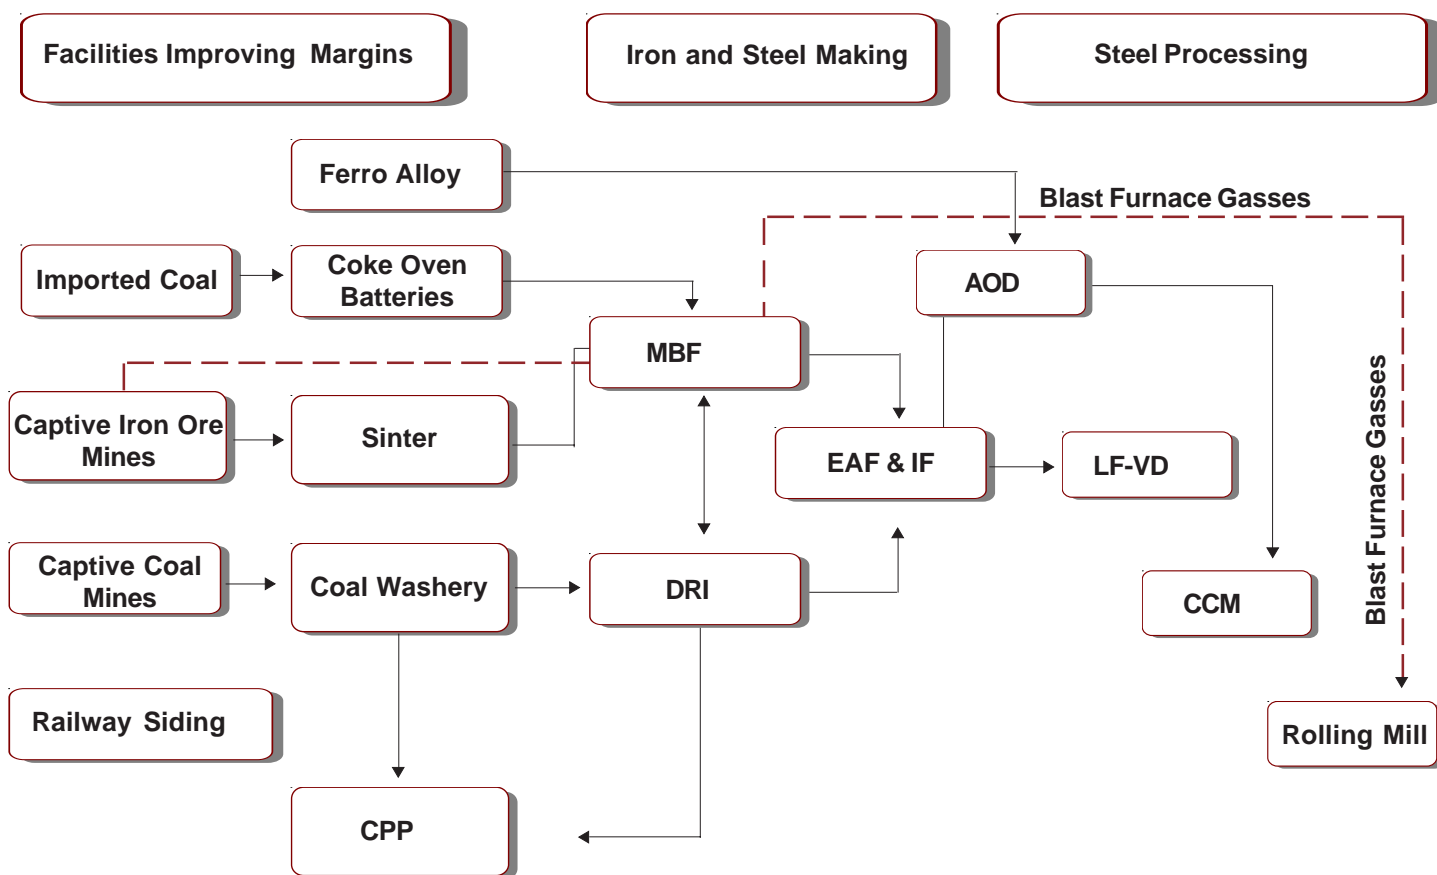 Facilities Improving Margins
Iron and Steel Making
Steel Processing
Ferro Alloy
Blast Furnace Gasses
Imported Coal
Coke Oven
Batteries
AOD
MBF
Captive Iron Ore
Mines
Sinter
EAF & IF
LF-VD
Blast Furnace Gasses
Captive Coal
Mines
Coal Washery
DRI
CCM
Railway Siding
Rolling Mill
CPP